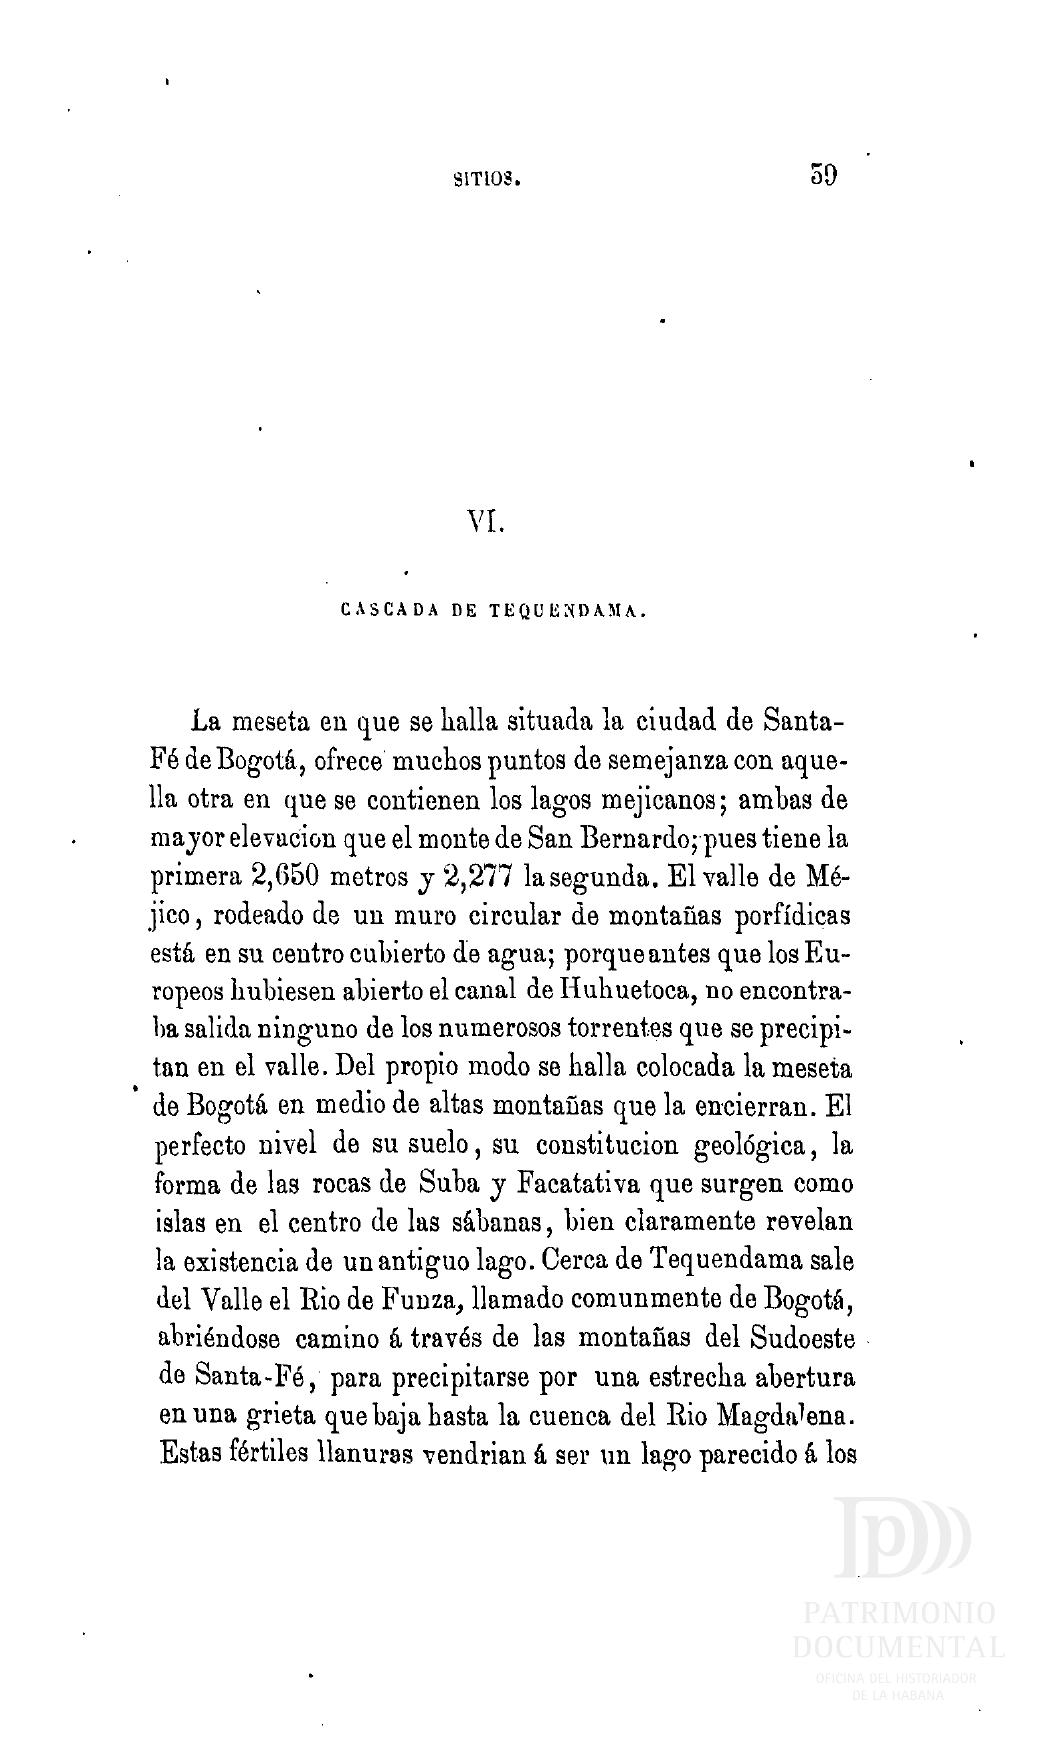 SITIOS. 59
VI.
CASCADA DE TEQUENDAMA.
La meseta en que se halla situada la ciudad de Santa-
Fé de Bogotá, ofrece muchos puntos de semejanza con aque-
lla otra en que se contienen los lagos mejicanos; ambas de
mayor elevacion que el monte de San Bernardo; pues tiene la
primera 2,650 metros y 2,277 la segunda. El valle de Mé-
jico, rodeado de un muro circular de montañas porfídicas
está en su centro cubierto de agua; porque antes que los Eu-
ropeos hubiesen abierto el canal de Huhuetoca, no encontra-
ba salida ninguno de los numerosos torrentes que se precipi-
tan en el valle. Del propio modo se halla colocada la meseta
de Bogotá en medio de altas montañas que la encierran. El
perfecto nivel de su suelo, su constitucion geológica, la
forma de las rocas de Suba y Facatativa que surgen como
islas en el centro de las sábanas, bien claramente revelan
la existencia de un antiguo lago. Cerca de Tequendama sale
del Valle el Rio de Funza, llamado comunmente de Bogotá,
abriéndose camino á través de las montañas del Sudoeste
de Santa-Fé, para precipitarse por una estrecha abertura
en una grieta que baja hasta la cuenca del Rio Magdalena.
Estas fértiles llanuras vendrian á ser un lago parecido á los
PATRIMONIO
DOCUMENTAL
OFICINA DEL HISTORIADOR
DE LA HABANA